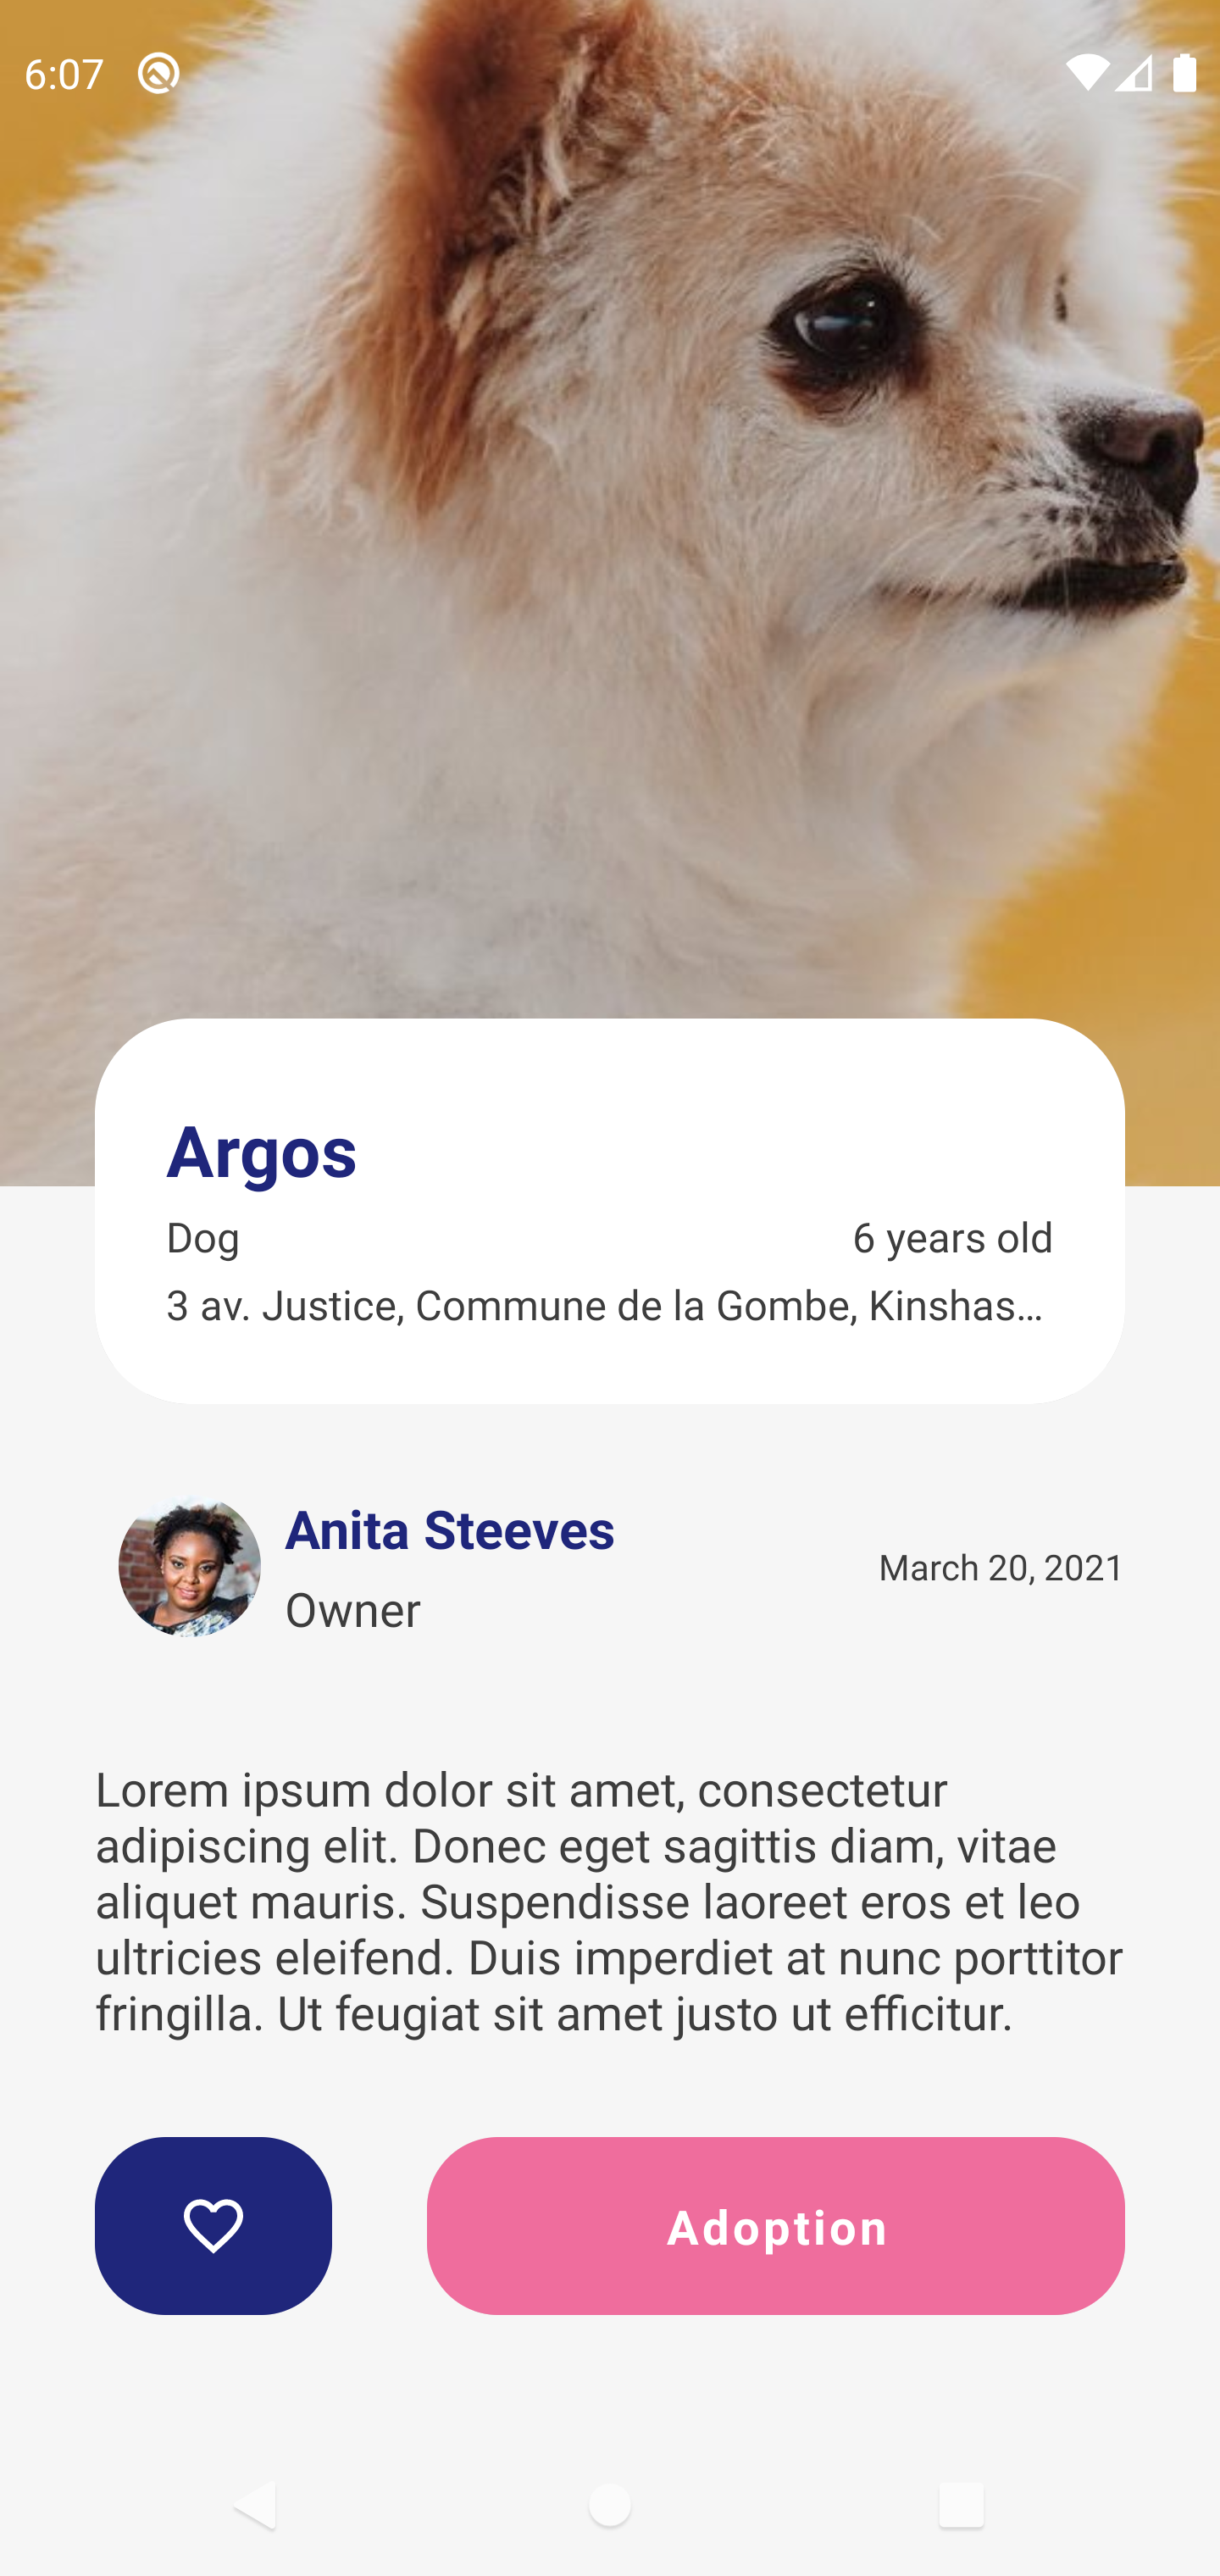 6:07
Argos
Dog
6 years old
3 av. Justice, Commune de la Gombe, Kinshas...
Anita Steeves
Owner
March 20, 2021
Lorem ipsum dolor sit amet, consectetur
adipiscing elit. Donec eget sagittis diam, vitae
aliquet mauris. Suspendisse laoreet eros et leo
ultricies eleifend. Duis imperdiet at nunc porttitor
fringilla. Ut feugiat sit amet justo ut efficitur.
Adoption